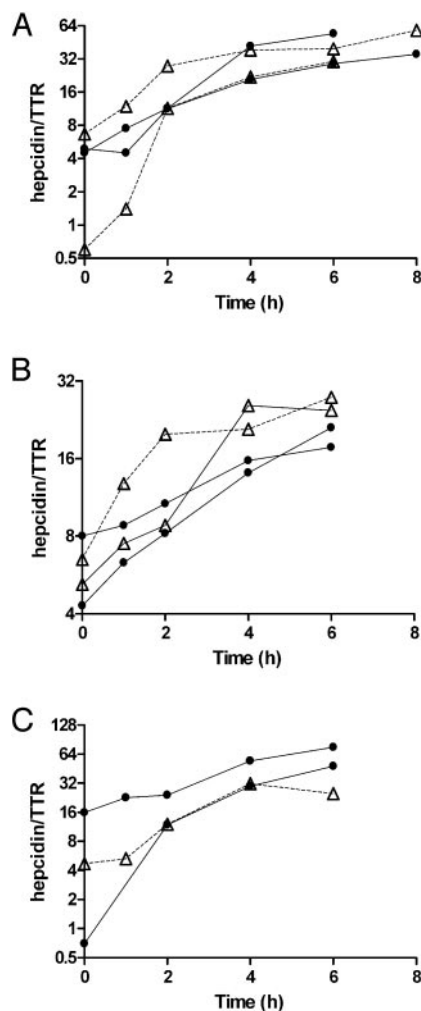 A
hepcidin/TTR
64
32
16
8
4
2
1
0.5
0 2 4 6 8
Time (h)
B
hepcidin/TTR
32
16
8
4
0 2 4 6 8
Time (h)
C
hepcidin/TTR
128
64
32
16
8
4
2
1
0.5
0 2 4 6 8
Time (h)